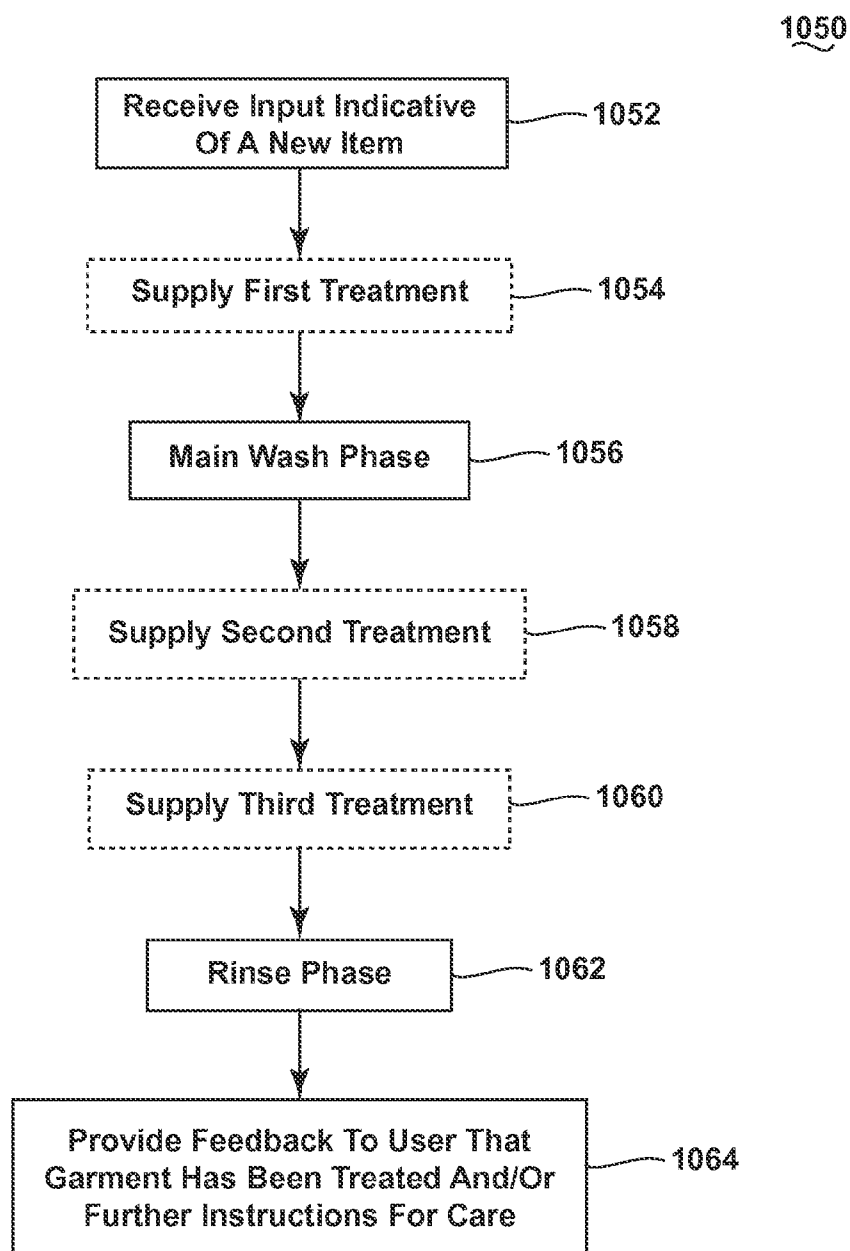 1050
Receive Input Indicative
Of A New Item
1052
Supply First Treatment
1054
Main Wash Phase
1056
Supply Second Treatment
1058
Supply Third Treatment
1060
Rinse Phase
1062
Provide Feedback To User That
Garment Has Been Treated And/Or
Further Instructions For Care
1064